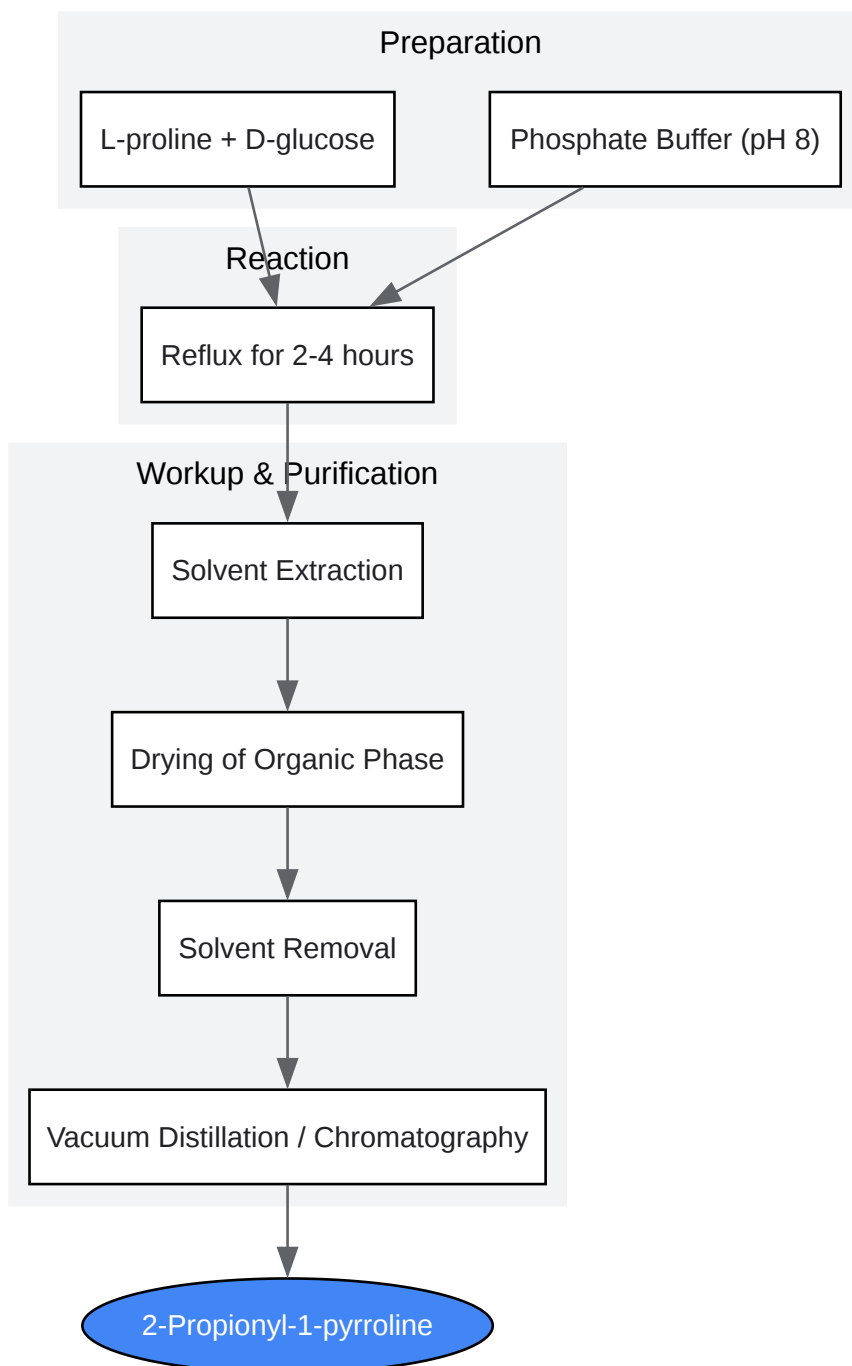 Preparation
L-proline + D-glucose
Phosphate Buffer (pH 8)
Reaction
Reflux for 2-4 hours
Workup & Purification
Solvent Extraction
Drying of Organic Phase
Solvent Removal
Vacuum Distillation / Chromatography
2-Propionyl-1-pyrroline